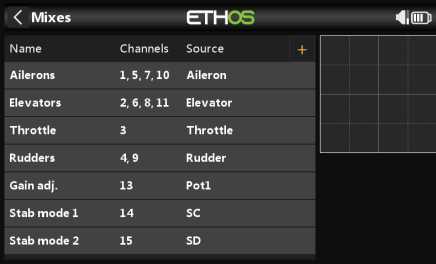 Mixes ETHOS
Name Channels Source +
Ailerons 1, 5, 7, 10 Aileron
Elevators 2, 6, 8, 11 Elevator
Throttle 3 Throttle
Rudders 4, 9 Rudder
Gain adj. 13 Pot1
Stab mode 1 14 SC
Stab mode 2 15 SD